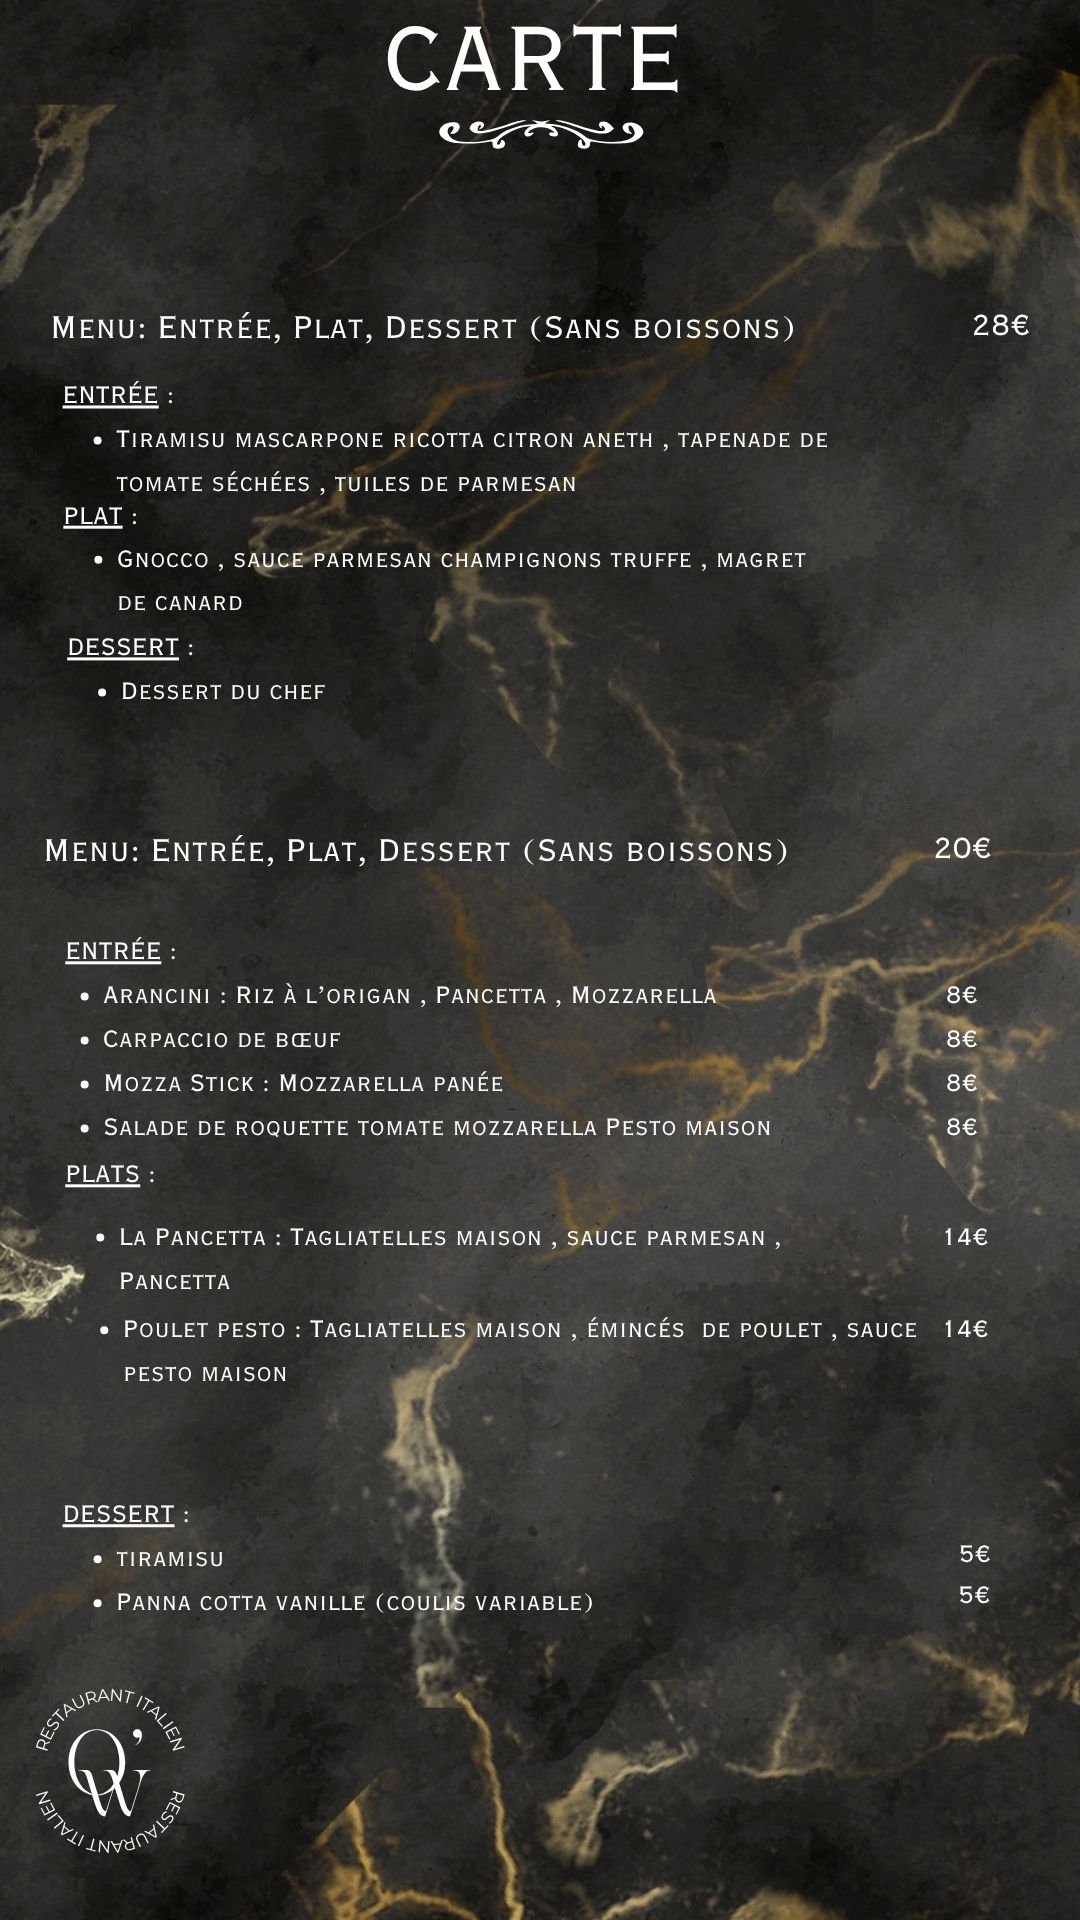 CARTE
MENU: ENTRÉE, PLAT, DESSERT (SANS BOISSONS) 28€
ENTRÉE :
• TIRAMISU MASCARPONE RICOTTA CITRON ANETH , TAPENADE DE
TOMATE SÉCHÉES , TUILES DE PARMESAN
PLAT :
• GNOCCO , SAUCE PARMESAN CHAMPIGNONS TRUFFE , MAGRET
DE CANARD
DESSERT :
• DESSERT DU CHEF
MENU: ENTRÉE, PLAT, DESSERT (SANS BOISSONS) 20€
ENTRÉE :
• ARANCINI : RIZ À L'ORIGAN , PANCETTA , MOZZARELLA 8€
• CARPACCIO DE BŒUF 8€
• MOZZA STICK : MOZZARELLA PANÉE 8€
• SALADE DE ROQUETTE TOMATE MOZZARELLA PESTO MAISON 8€
PLATS :
• LA PANCETTA : TAGLIATELLES MAISON , SAUCE PARMESAN , 14€
PANCETTA
• POULET PESTO : TAGLIATELLES MAISON , ÉMINCÉS DE POULET , SAUCE 14€
PESTO MAISON
DESSERT :
• TIRAMISU 5€
• PANNA COTTA VANILLE (COULIS VARIABLE) 5€
RESTAURANT ITALIEN
O'W
RESTAURANT ITALIEN